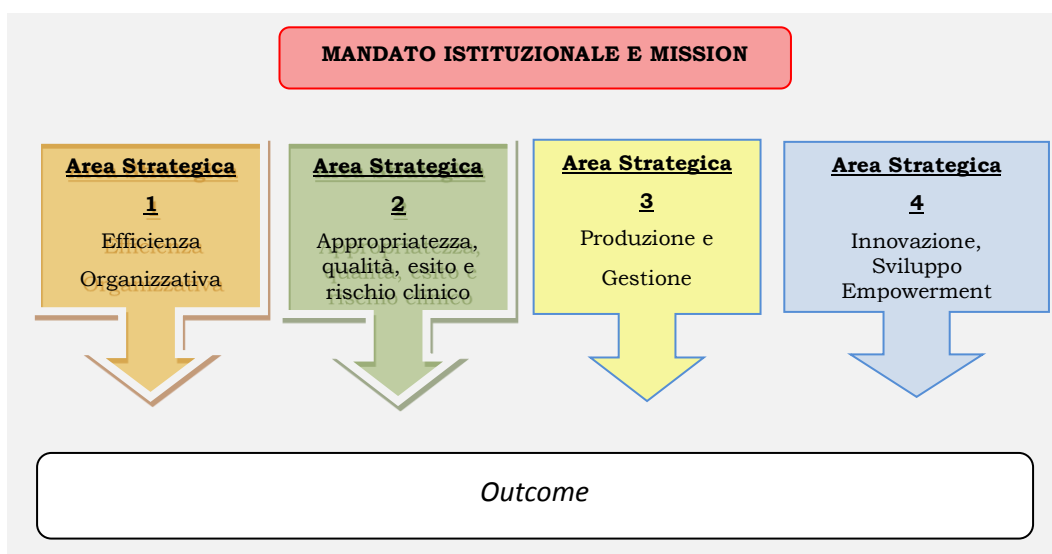 MANDATO ISTITUZIONALE E MISSION
Area Strategica
1
Efficienza
Organizzativa
Area Strategica
2
Appropriatezza,
qualità, esito e
rischio clinico
Area Strategica
3
Produzione e
Gestione
Area Strategica
4
Innovazione,
Sviluppo
Empowerment
Outcome